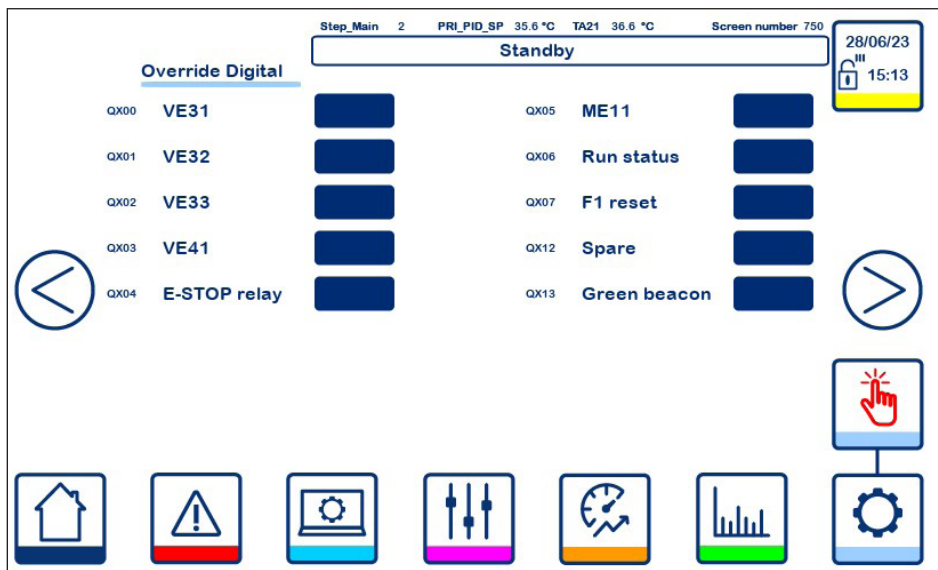 Step_Main 2 PRI_PID_SP 35.6 °C TA21 36.6 °C Screen number 750
Standby
28/06/23
15:13
Override Digital
QX00 VE31
QX01 VE32
QX02 VE33
QX03 VE41
QX04 E-STOP relay
QX05 ME11
QX06 Run status
QX07 F1 reset
QX12 Spare
QX13 Green beacon